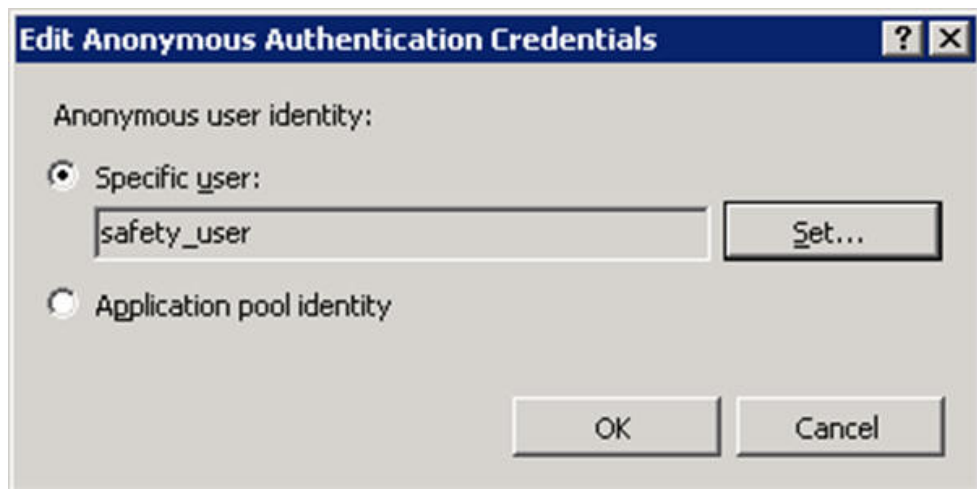 Edit Anonymous Authentication Credentials ?
Anonymous user identity:
Specific user:
safety_user Set...
Application pool identity
OK Cancel